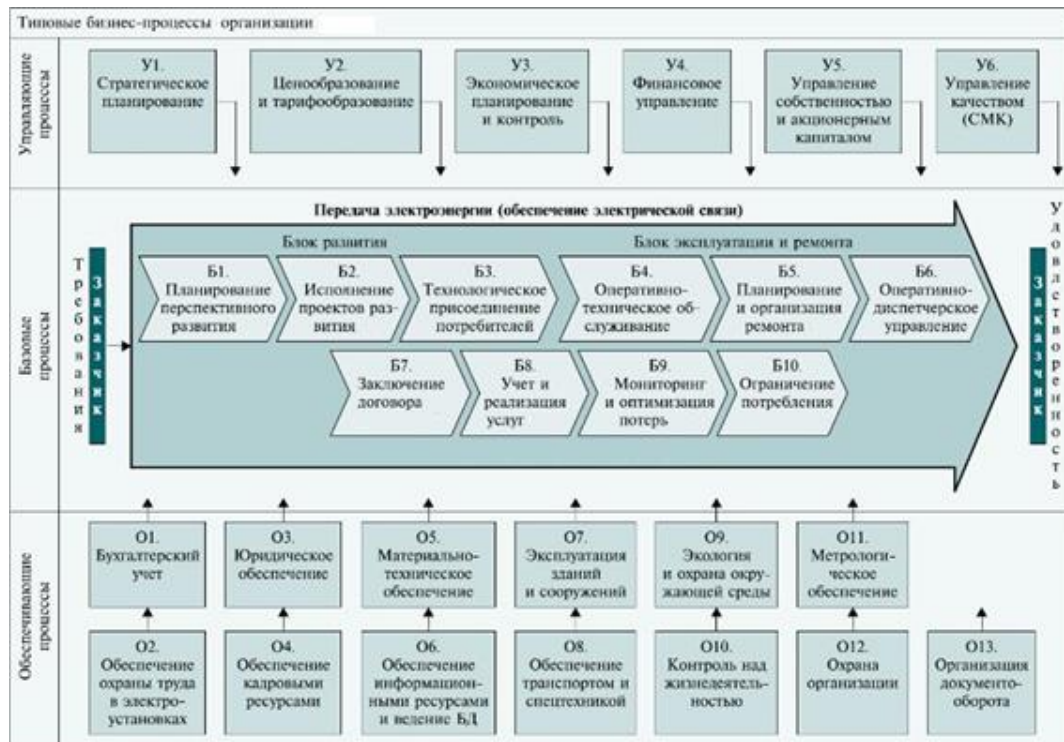 Типовые бизнес-процессы организации
Управляющие
процессы
У1.
Стратегическое
планирование
У2.
Ценообразование
и тарифообразование
У3.
Экономическое
планирование
и контроль
У4.
Финансовое
управление
У5.
Управление
собственностью
и акционерным
капиталом
У6.
Управление
качеством
(СМК)
Базовые
процессы
Требования
Заказчик
Передача электроэнергии (обеспечение электрической связи)
Блок развития
Блок эксплуатации и ремонта
Б1.
Планирование
перспективного
развития
Б2.
Исполнение
проектов раз-
вития
Б3.
Технологическое
присоединение
потребителей
Б4.
Оперативно-
техническое об-
служивание
Б5.
Планирование
и организация
ремонта
Б6.
Оперативно-
диспетчерское
управление
Б7.
Заключение
договора
Б8.
Учет и
реализация
услуг
Б9.
Мониторинг
и оптимизация
потерь
Б10.
Ограничение
потребления
Заказчик
Удовлетворенность
Обеспечивающие
процессы
О1.
Бухгалтерский
учет
О3.
Юридическое
обеспечение
О5.
Материально-
техническое
обеспечение
О7.
Эксплуатация
зданий
и сооружений
О9.
Экология
и охрана окру-
жающей среды
О11.
Метрологи-
ческое
обеспечение
О2.
Обеспечение
охраны труда
в электро-
установках
О4.
Обеспечение
кадровыми
ресурсами
О6.
Обеспечение
информацион-
ными ресурсами
и ведение БД
О8.
Обеспечение
транспортом и
спецтехникой
О10.
Контроль над
жизнедеятель-
ностью
О12.
Охрана
организации
О13.
Организация
документо-
оборота